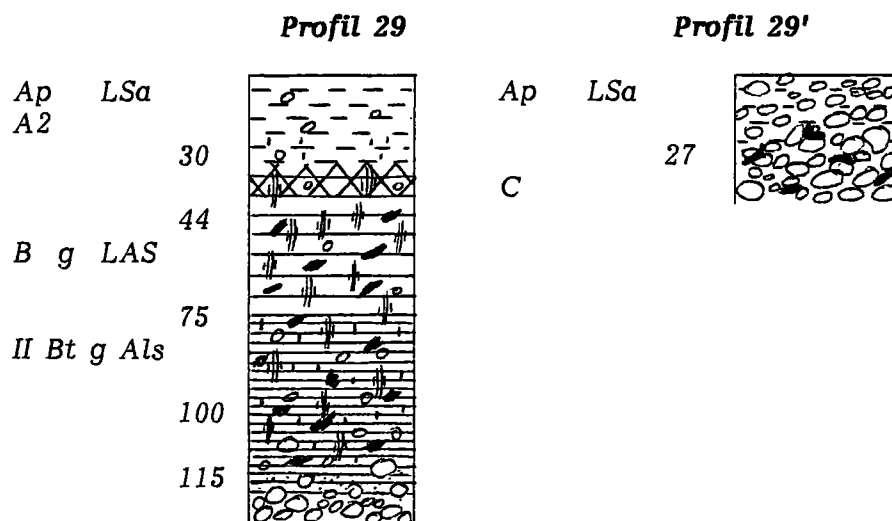 Profil 29
Ap LSa
A2
30
44
B g LAS
75
II Bt g Als
100
115
Profil 29'
Ap LSa
27
C